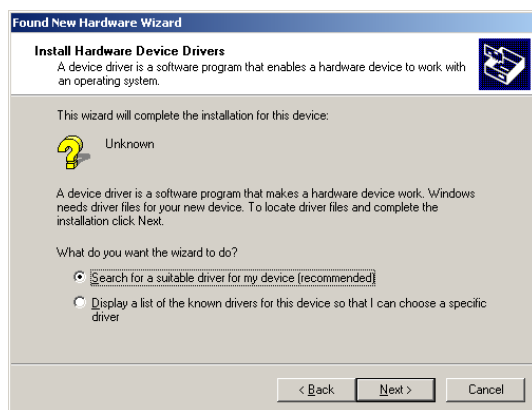 Found New Hardware Wizard
Install Hardware Device Drivers
A device driver is a software program that enables a hardware device to work with
an operating system.
This wizard will complete the installation for this device:
Unknown
A device driver is a software program that makes a hardware device work. Windows
needs driver files for your new device. To locate driver files and complete the
installation click Next.
What do you want the wizard to do?
Search for a suitable driver for my device (recommended)
Display a list of the known drivers for this device so that I can choose a specific
driver
< Back Next > Cancel